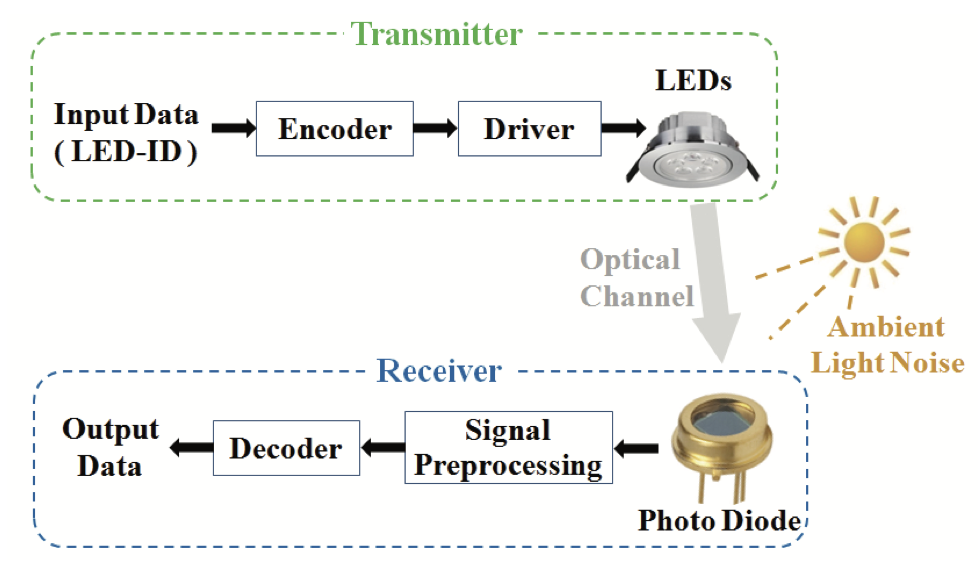 Transmitter
LEDs
Input Data
( LED-ID )
Encoder
Driver
Optical
Channel
Ambient
Light Noise
Receiver
Output
Data
Decoder
Signal
Preprocessing
Photo Diode